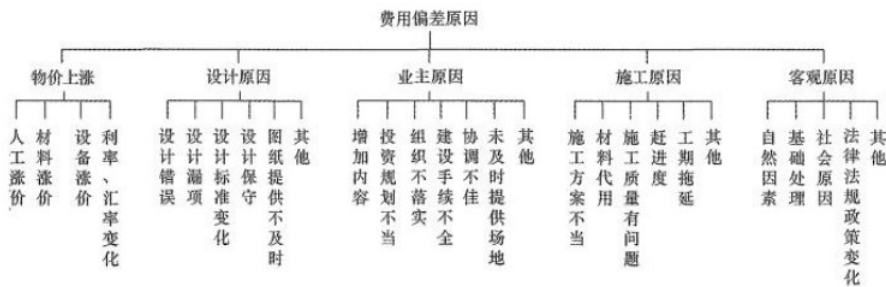 费用偏差原因
物价上涨
设计原因
业主原因
施工原因
客观原因
人工涨价
材料涨价
设备涨价
利率、汇率变化
设计错误
设计漏项
设计标准变化
设计保守
图纸提供不及时
其他
增加内容
投资规划不当
组织不落实
建设手续不全
协调不佳
未及时提供场地
其他
施工方案不当
材料代用
施工质量有问题
赶进度
工期拖延
其他
自然因素
基础处理
社会原因
法律法规政策变化
其他